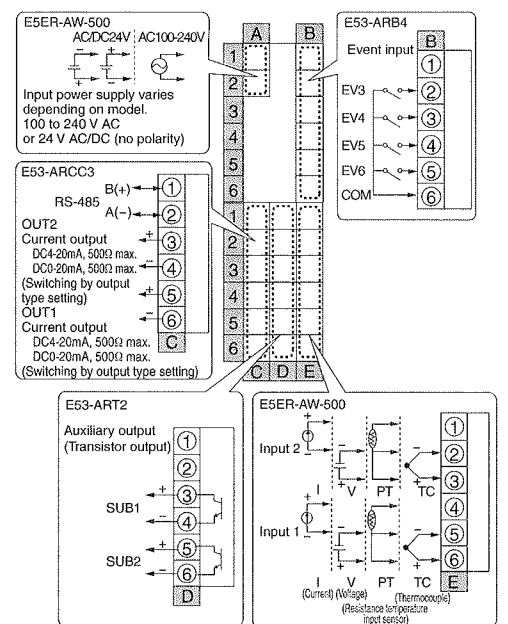 E5ER-AW-500
AC/DC24V AC100-240V
Input power supply varies
depending on model.
100 to 240 V AC
or 24 V AC/DC (no polarity)
A
B
1
2
3
4
5
6
1
2
3
4
5
6
C D E
E53-ARB4
Event input
B
1
EV3 2
EV4 3
EV5 4
EV6 5
COM 6
E53-ARCC3
B(+) 1
RS-485
A(−) 2
OUT2
+ 3
Current output
DC4-20mA, 500Ω max.
− 4
DC0-20mA, 500Ω max.
(Switching by output
type setting)
+ 5
OUT1
− 6
Current output
C
DC4-20mA, 500Ω max.
DC0-20mA, 500Ω max.
(Switching by output type setting)
E53-ART2
Auxiliary output
(Transistor output)
1
2
SUB1
+ 3
− 4
SUB2
+ 5
− 6
D
E5ER-AW-500
Input 2
+ − + − +
I V PT TC
Input 1
+ − + − +
I V PT TC
(Current) (Voltage) (Thermocouple)
(Resistance temperature
input sensor)
1
2
3
4
5
6
E